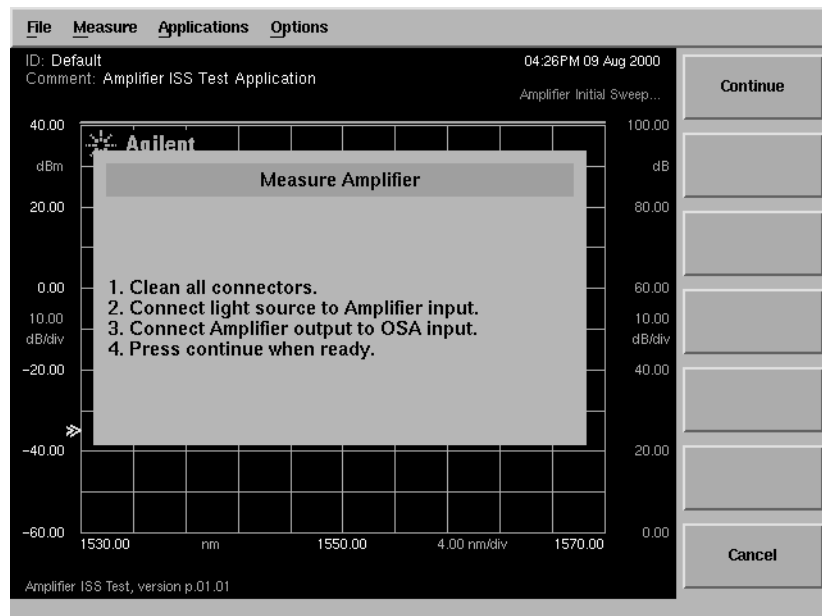 File Measure Applications Options
ID: Default 04:26PM 09 Aug 2000
Comment: Amplifier ISS Test Application
Amplifier Initial Sweep...
Continue
40.00 100.00
Agilent
dBm dB
Measure Amplifier
20.00 80.00
0.00 60.00
1. Clean all connectors.
2. Connect light source to Amplifier input.
10.00 10.00
3. Connect Amplifier output to OSA input.
dB/div dB/div
4. Press continue when ready.
-20.00 40.00
-40.00 20.00
-60.00 0.00
1530.00 nm 1550.00 4.00 nm/div 1570.00
Cancel
Amplifier ISS Test, version p.01.01